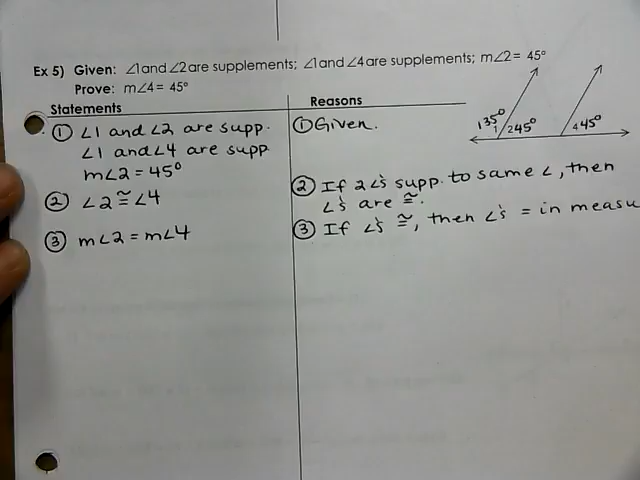 Ex 5) Given: ∠1 and ∠2 are supplements; ∠1 and ∠4 are supplements; m∠2 = 45°
Prove: m∠4 = 45°
Statements
Reasons
① ∠1 and ∠2 are supp.
∠1 and ∠4 are supp
m∠2 = 45°
① Given.
135° 1 / 2 45°
4 45°
② ∠2 ≅ ∠4
② If 2 ∠'s supp. to same ∠, then
∠'s are ≅.
③ m∠2 = m∠4
③ If ∠'s ≅, then ∠'s = in measu